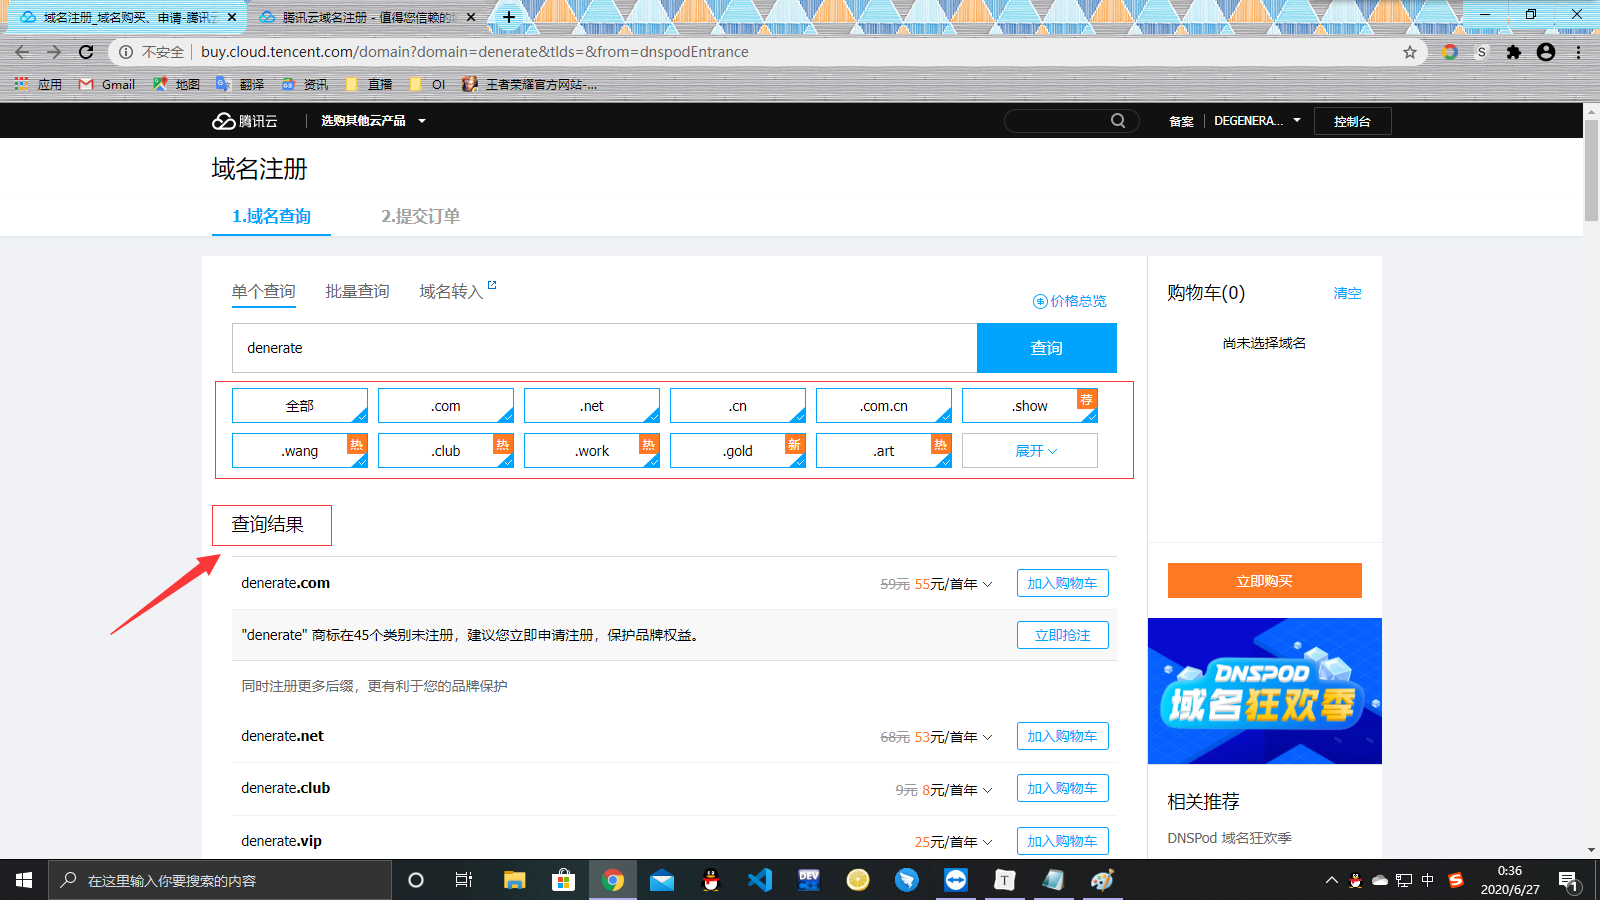 域名注册_域名购买、申请-腾讯云
腾讯云域名注册 - 值得您信赖的
不安全
buy.cloud.tencent.com/domain?domain=denerate&tlds=&from=dnspodEntrance
应用
Gmail
地图
翻译
资讯
直播
OI
王者荣耀官方网站-...
腾讯云
选购其他云产品
备案
DEGENERA...
控制台
域名注册
1.域名查询
2.提交订单
单个查询
批量查询
域名转入
价格总览
denerate
查询
全部
.com
.net
.cn
.com.cn
.show
荐
.wang
热
.club
热
.work
热
.gold
新
.art
热
展开
查询结果
denerate.com
59元 55元/首年
加入购物车
"denerate" 商标在45个类别未注册，建议您立即申请注册，保护品牌权益。
立即抢注
同时注册更多后缀，更有利于您的品牌保护
denerate.net
68元 53元/首年
加入购物车
denerate.club
9元 8元/首年
加入购物车
denerate.vip
25元/首年
加入购物车
购物车(0)
清空
尚未选择域名
立即购买
DNSPOD
域名狂欢季
相关推荐
DNSPod 域名狂欢季
在这里输入你要搜索的内容
DEV
T
中
S
0:36
2020/6/27
1